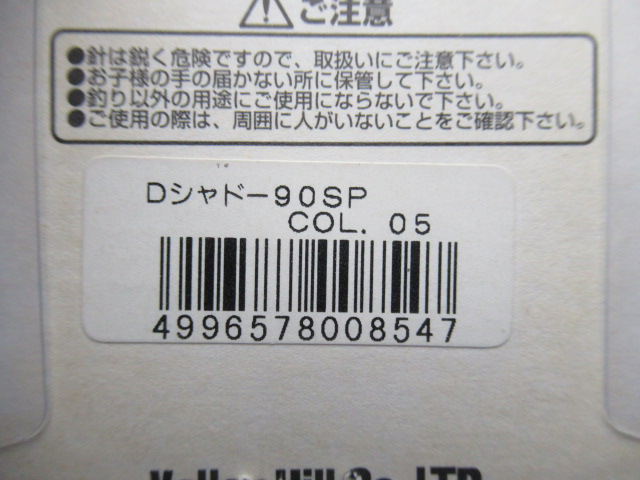 ご注意
●針は鋭く危険ですので、取扱いにご注意下さい。
●お子様の手の届かない所に保管して下さい。
●釣り以外の用途にご使用にならないで下さい。
●ご使用の際は、周囲に人がいないことをご確認下さい。
Dシャドー90SP
COL. 05
4996578008547
Co.,LTD.